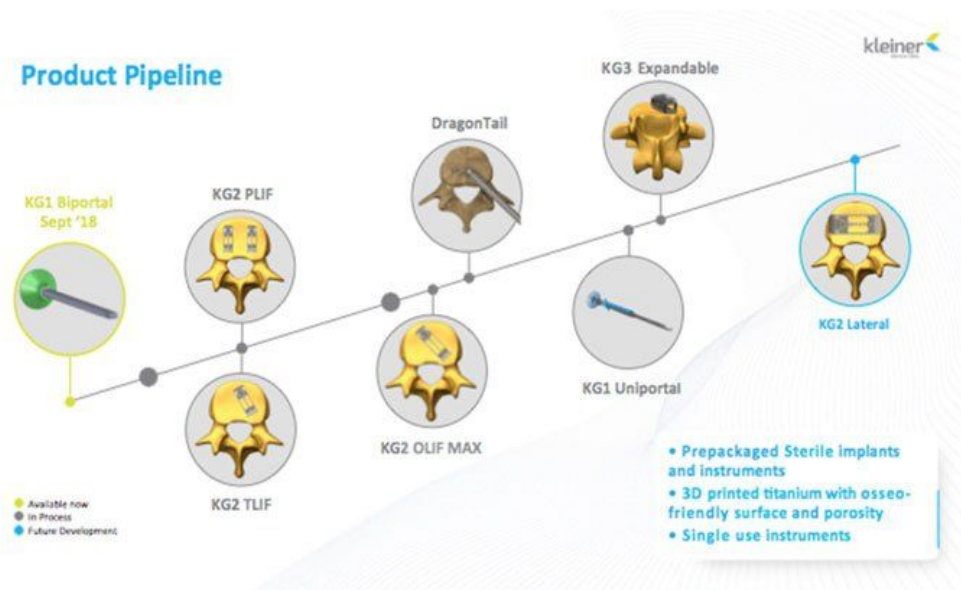 kleiner
Product Pipeline
KG3 Expandable
DragonTail
KG2 PLIF
KG1 Biportal
Sept ‘18
KG2 Lateral
KG1 Uniportal
KG2 OLIF MAX
KG2 TLIF
• Prepackaged Sterile implants
and instruments
• 3D printed titanium with osseo-
friendly surface and porosity
• Single use instruments
Available now
In Process
Future Development